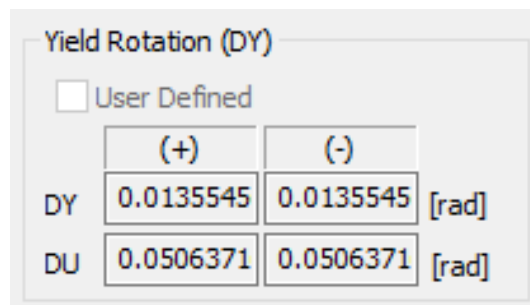 Yield Rotation (DY)
User Defined
(+) (-)
DY 0.0135545 0.0135545 [rad]
DU 0.0506371 0.0506371 [rad]